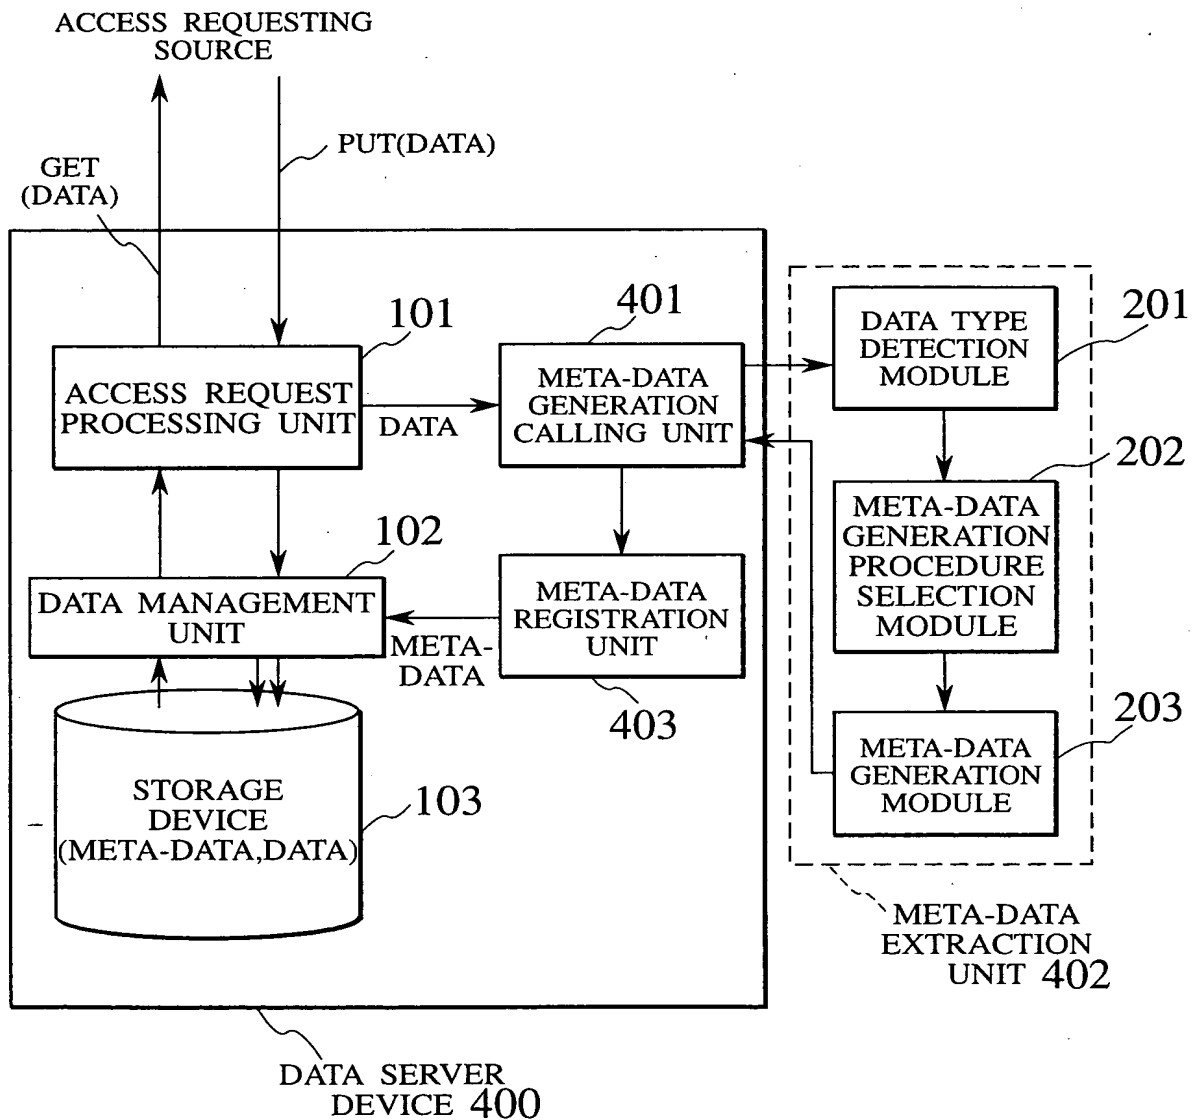 ACCESS REQUESTING
SOURCE
PUT(DATA)
GET
(DATA)
101
401
201
DATA TYPE
DETECTION
MODULE
ACCESS REQUEST
PROCESSING UNIT
DATA
META-DATA
GENERATION
CALLING UNIT
202
META-DATA
GENERATION
PROCEDURE
SELECTION
MODULE
102
DATA MANAGEMENT
UNIT
META-DATA
REGISTRATION
UNIT
META-
DATA
403
203
META-DATA
GENERATION
MODULE
STORAGE
DEVICE
(META-DATA,DATA)
103
META-DATA
EXTRACTION
UNIT 402
DATA SERVER
DEVICE 400